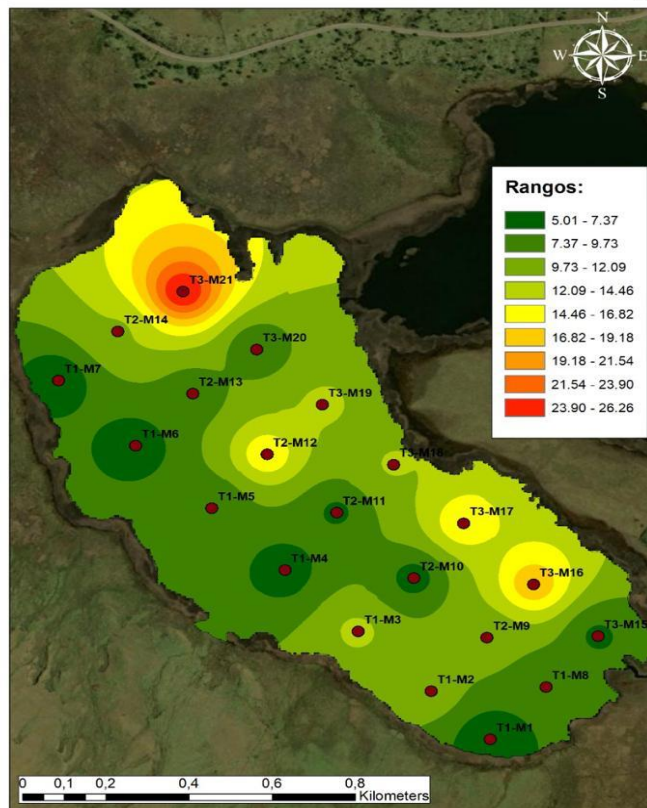 N
W E
S
Rangos:
5.01 - 7.37
7.37 - 9.73
9.73 - 12.09
12.09 - 14.46
14.46 - 16.82
16.82 - 19.18
19.18 - 21.54
21.54 - 23.90
23.90 - 26.26
T3-M21
T2-M14
T3-M20
T1-M7
T2-M13
T3-M19
T1-M6
T2-M12
T3-M18
T1-M5
T2-M11
T3-M17
T1-M4
T2-M10
T3-M16
T1-M3
T2-M9
T3-M15
T1-M2
T1-M8
T1-M1
0 0,1 0,2 0,4 0,6 0,8
Kilometers